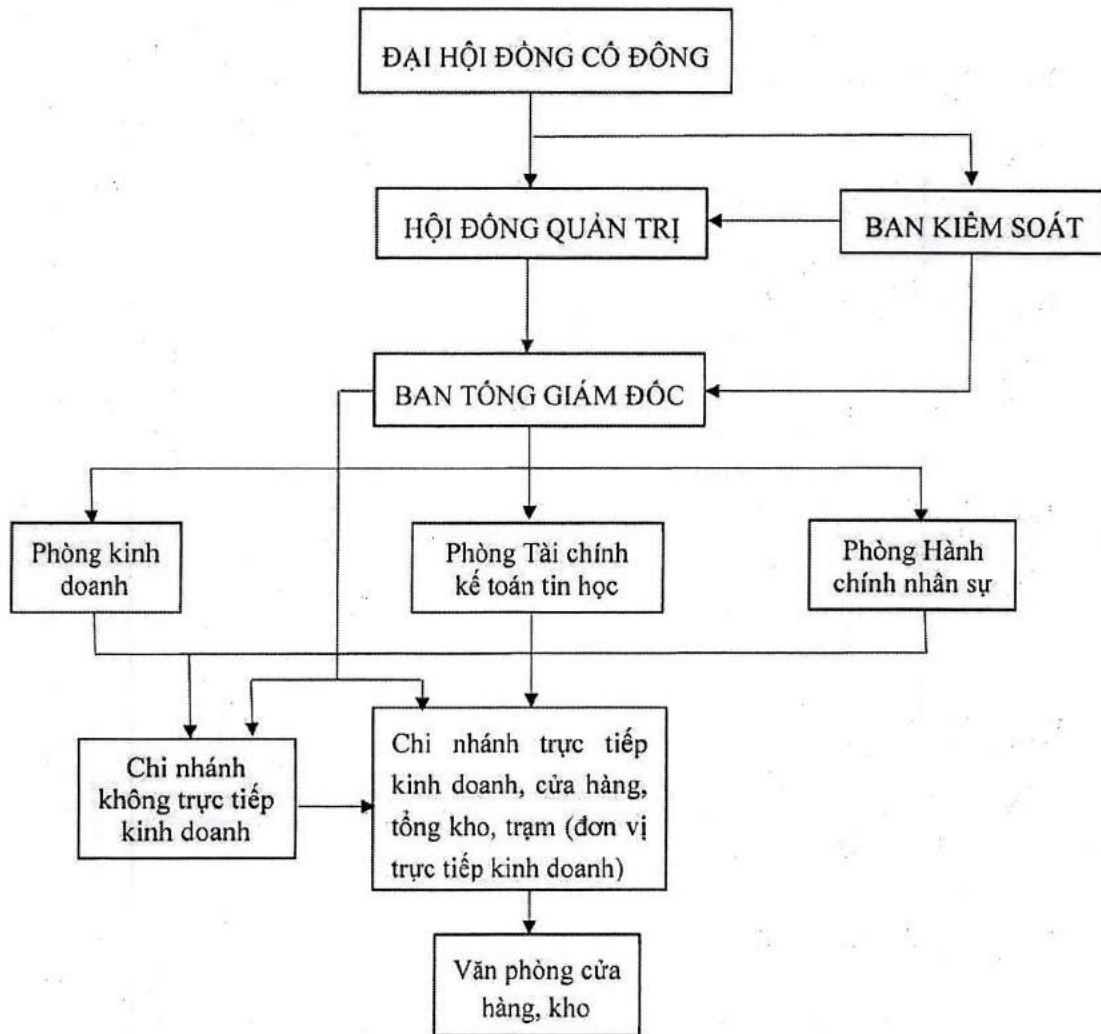 ĐẠI HỘI ĐỒNG CỔ ĐÔNG
HỘI ĐỒNG QUẢN TRỊ
BAN KIỂM SOÁT
BAN TỔNG GIÁM ĐỐC
Phòng kinh
doanh
Phòng Tài chính
kế toán tin học
Phòng Hành
chính nhân sự
Chi nhánh
không trực tiếp
kinh doanh
Chi nhánh trực tiếp
kinh doanh, cửa hàng,
tổng kho, trạm (đơn vị
trực tiếp kinh doanh)
Văn phòng cửa
hàng, kho